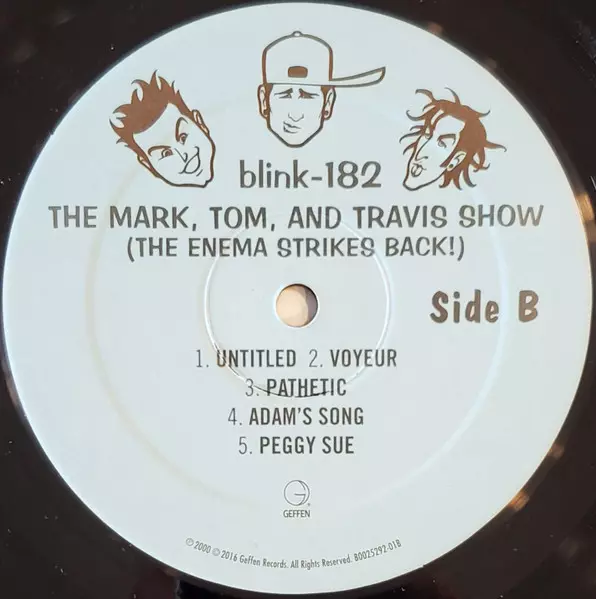 blink-182
THE MARK, TOM, AND TRAVIS SHOW
(THE ENEMA STRIKES BACK!)
Side B
1. UNTITLED 2. VOYEUR
3. PATHETIC
4. ADAM'S SONG
5. PEGGY SUE
G
GEFFEN
℗ 2000 © 2016 Geffen Records. All Rights Reserved. B0025292-01B